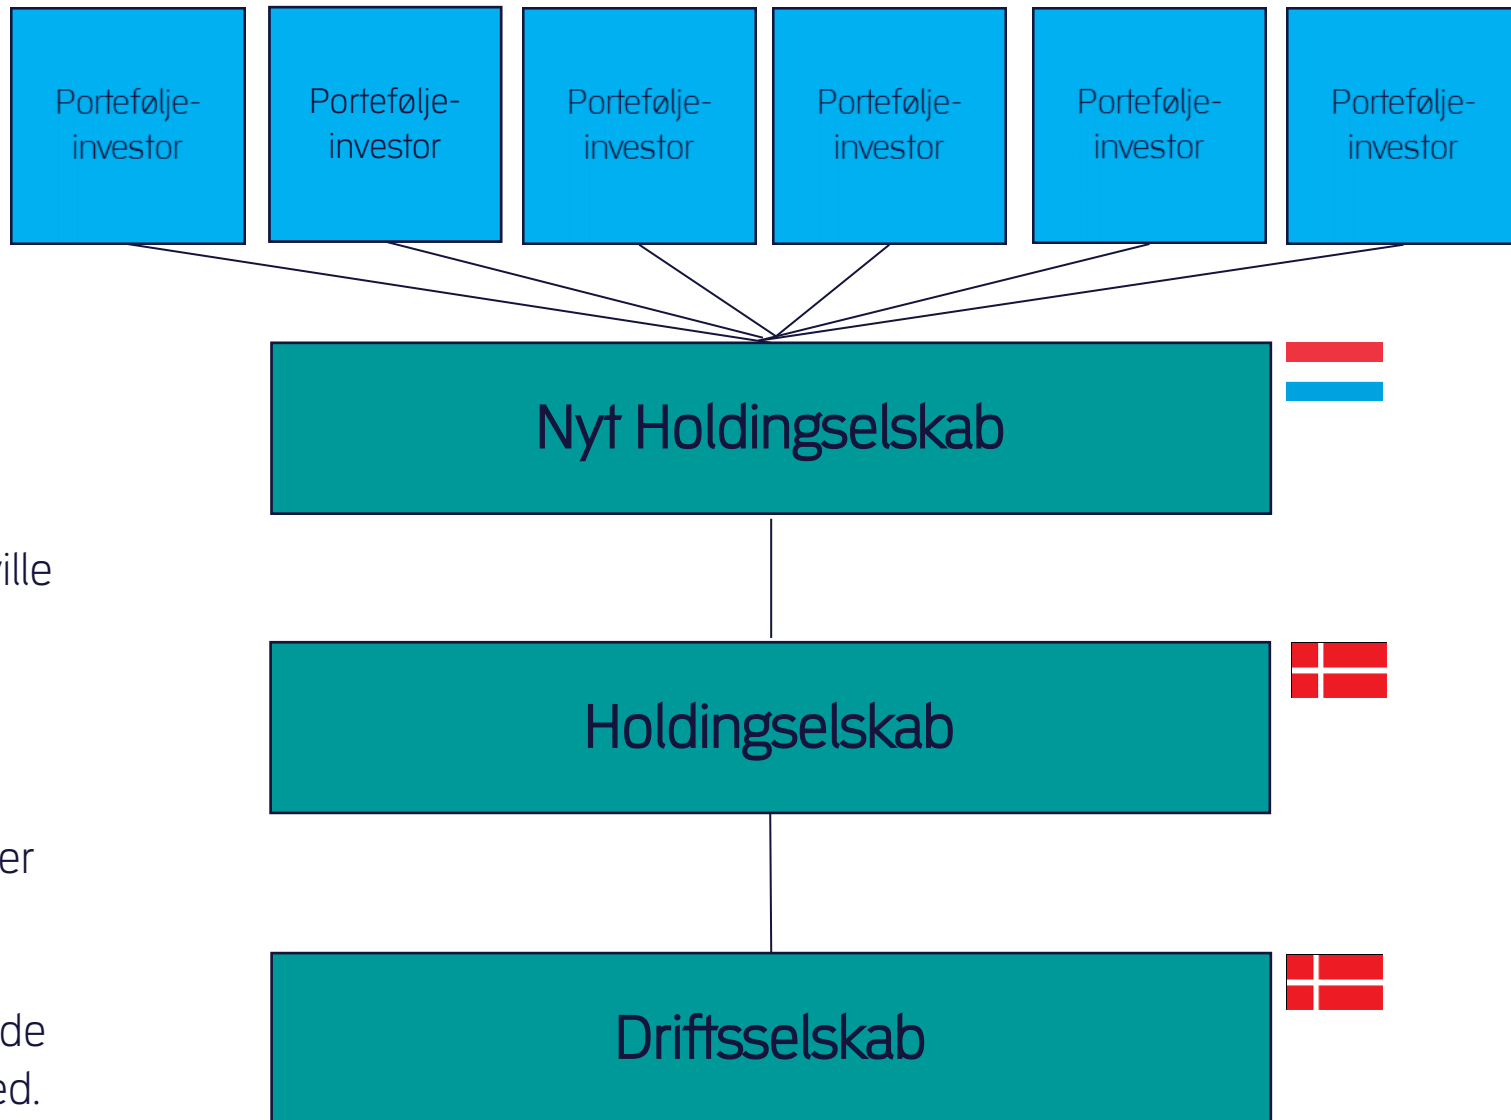 Portefølje-
investor
Portefølje-
investor
Portefølje-
investor
Portefølje-
investor
Portefølje-
investor
Portefølje-
investor
Nyt Holdingselskab
ville
Holdingselskab
er
de
ed.
Driftsselskab